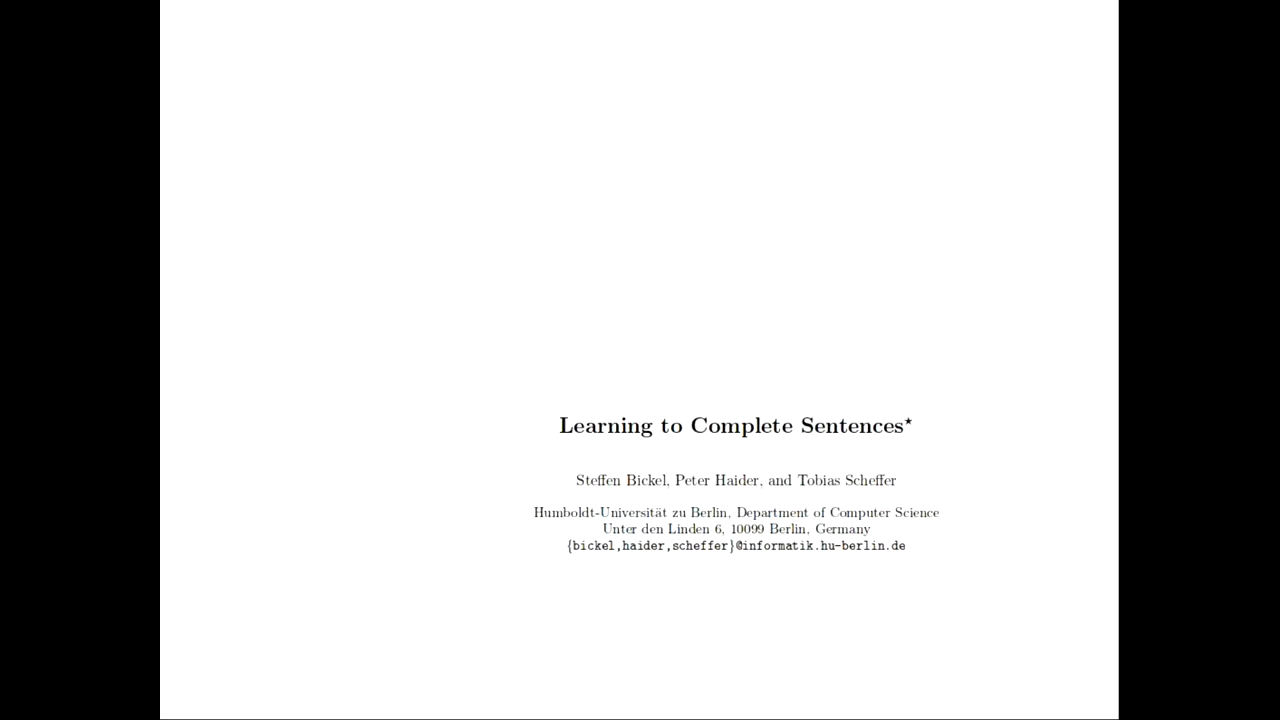 Learning to Complete Sentences*
Steffen Bickel, Peter Haider, and Tobias Scheffer
Humboldt-Universität zu Berlin, Department of Computer Science
Unter den Linden 6, 10099 Berlin, Germany
{bickel,haider,scheffer}@informatik.hu-berlin.de